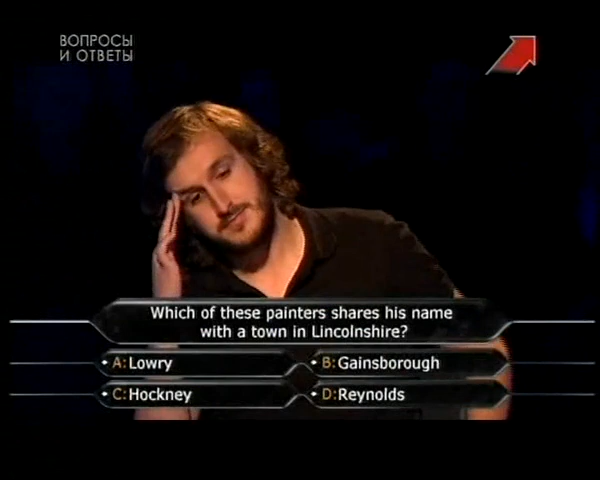 ВОПРОСЫ
И ОТВЕТЫ
Which of these painters shares his name
with a town in Lincolnshire?
A: Lowry
B: Gainsborough
C: Hockney
D: Reynolds